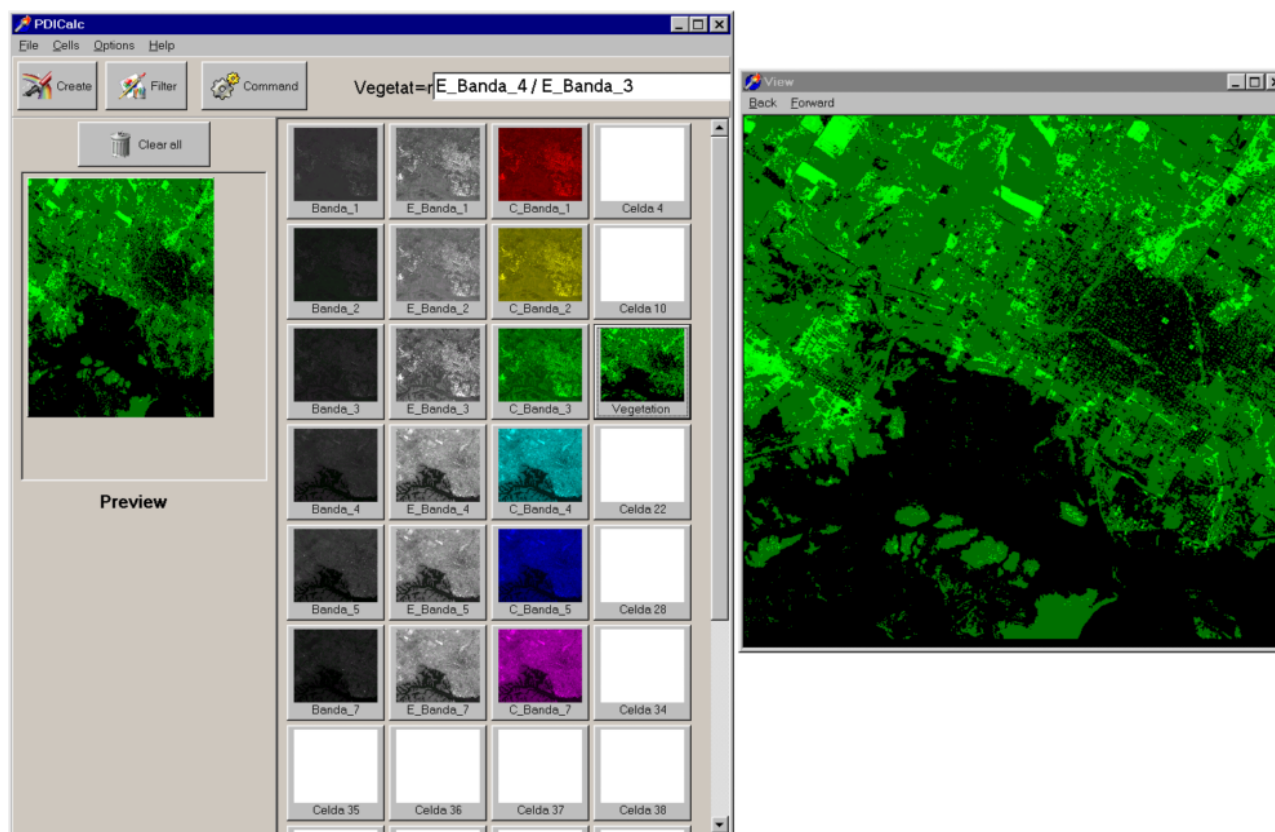 PDICalc
File Cells Options Help
Create Filter Command Vegetat=r E_Banda_4 / E_Banda_3
Clear all
Preview
Banda_1 E_Banda_1 C_Banda_1 Celda 4
Banda_2 E_Banda_2 C_Banda_2 Celda 10
Banda_3 E_Banda_3 C_Banda_3 Vegetation
Banda_4 E_Banda_4 C_Banda_4 Celda 22
Banda_5 E_Banda_5 C_Banda_5 Celda 28
Banda_7 E_Banda_7 C_Banda_7 Celda 34
Celda 35 Celda 36 Celda 37 Celda 38
View
Back Forward